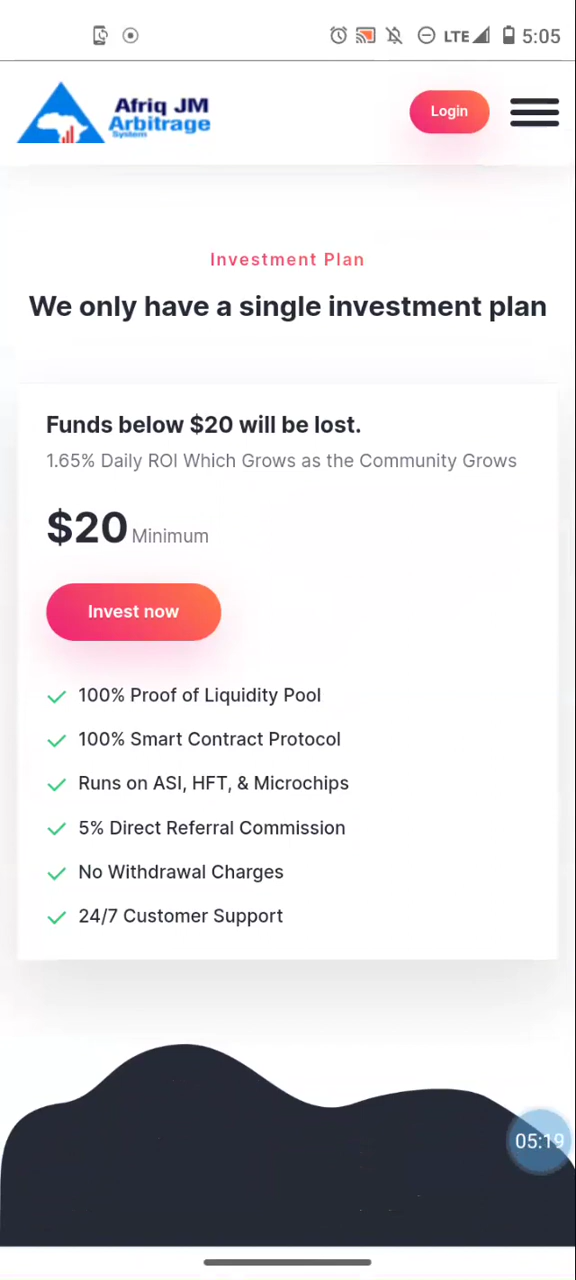 LTE 5:05
Afriq JM
Arbitrage
System
Login
Investment Plan
We only have a single investment plan
Funds below $20 will be lost.
1.65% Daily ROI Which Grows as the Community Grows
$20 Minimum
Invest now
100% Proof of Liquidity Pool
100% Smart Contract Protocol
Runs on ASI, HFT, & Microchips
5% Direct Referral Commission
No Withdrawal Charges
24/7 Customer Support
05:19